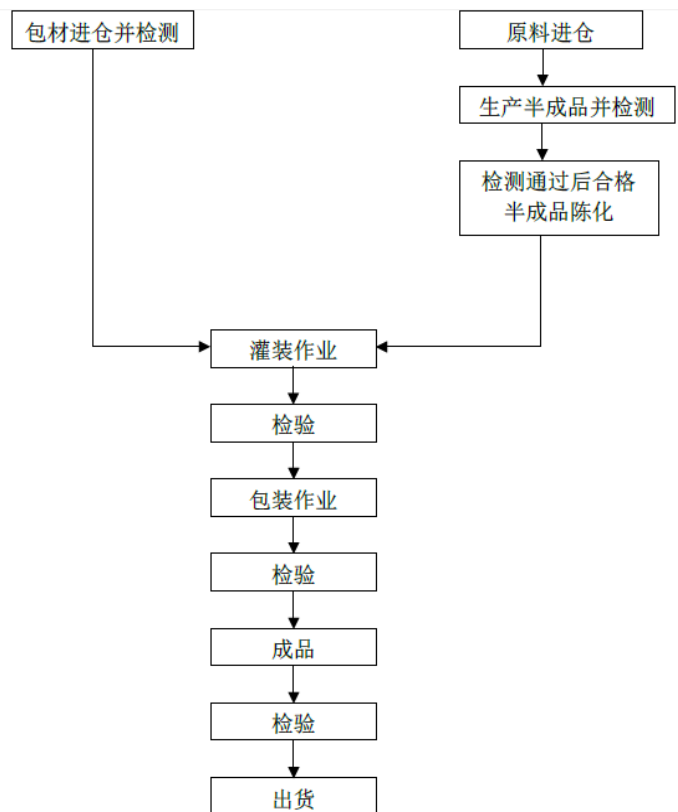 包材进仓并检测
原料进仓
生产半成品并检测
检测通过后合格
半成品陈化
灌装作业
检验
包装作业
检验
成品
检验
出货